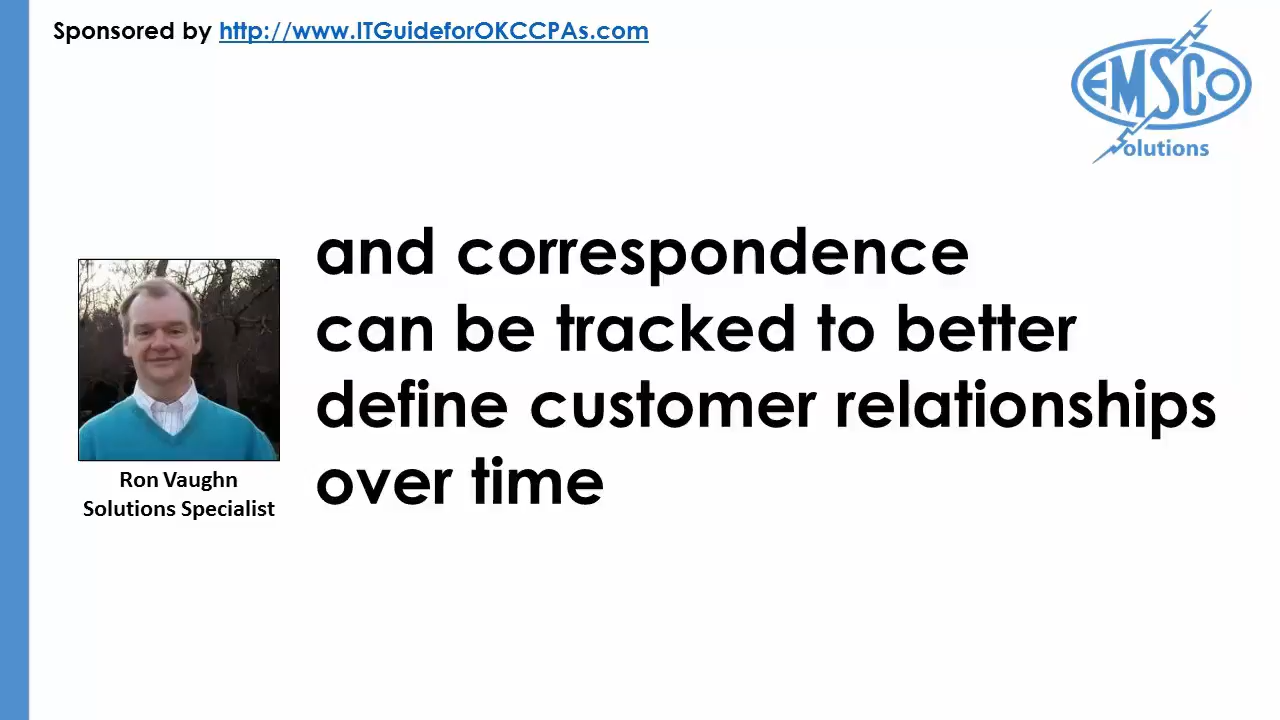 Sponsored by http://www.ITGuideforOKCCPAs.com
EMSCO
Solutions
and correspondence
can be tracked to better
define customer relationships
over time
Ron Vaughn
Solutions Specialist